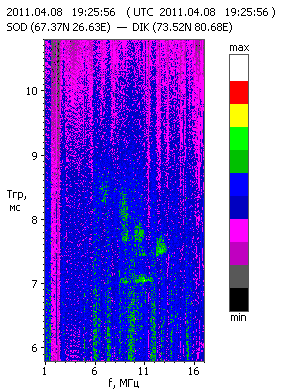 2011.04.08 19:25:56 (UTC 2011.04.08 19:25:56)
SOD (67.37N 26.63E) — DIK (73.52N 80.68E)
max
10
9
Tгр,
мс
8
7
6
min
1 6 11 16
f, МГц